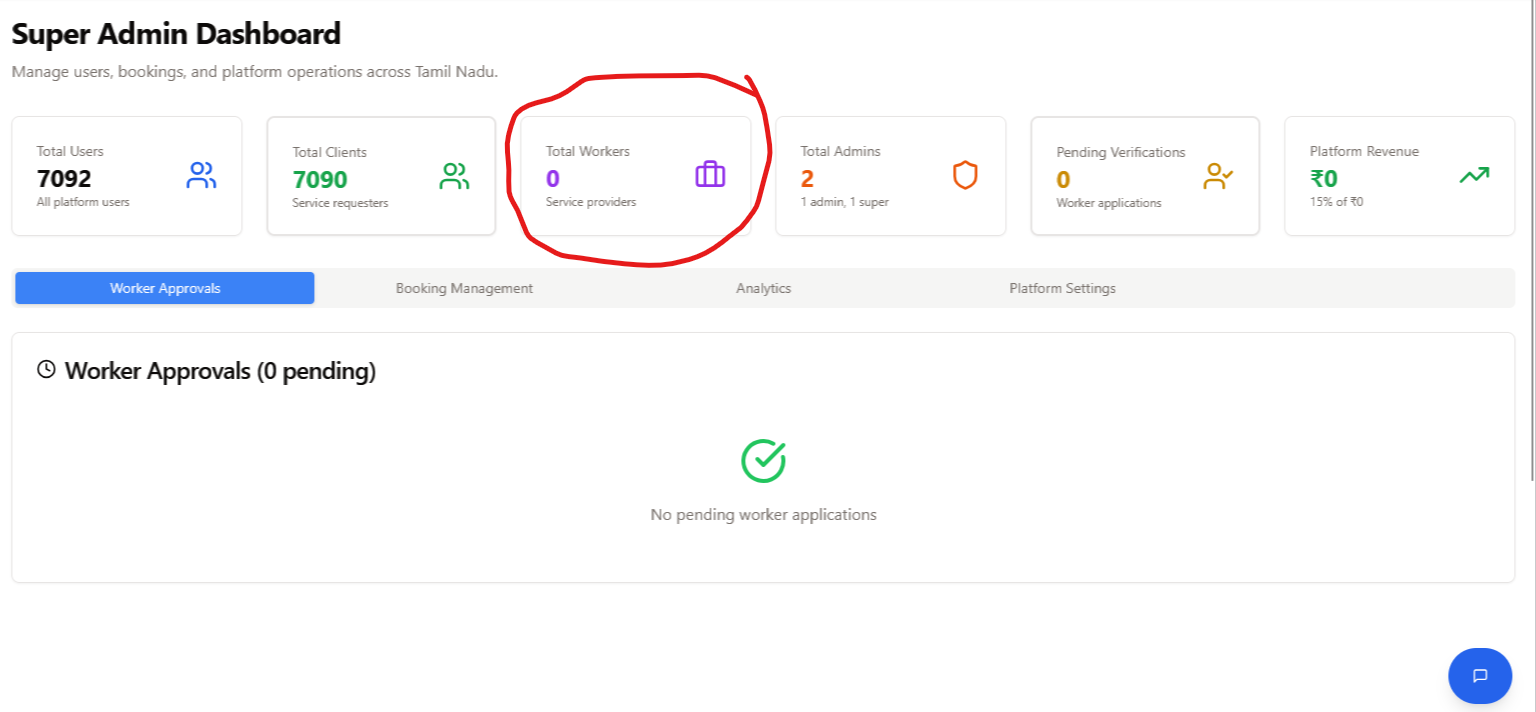 Super Admin Dashboard
Manage users, bookings, and platform operations across Tamil Nadu.
Total Users
7092
All platform users
Total Clients
7090
Service requesters
Total Workers
0
Service providers
Total Admins
2
1 admin, 1 super
Pending Verifications
0
Worker applications
Platform Revenue
₹0
15% of ₹0
Worker Approvals
Booking Management
Analytics
Platform Settings
Worker Approvals (0 pending)
No pending worker applications